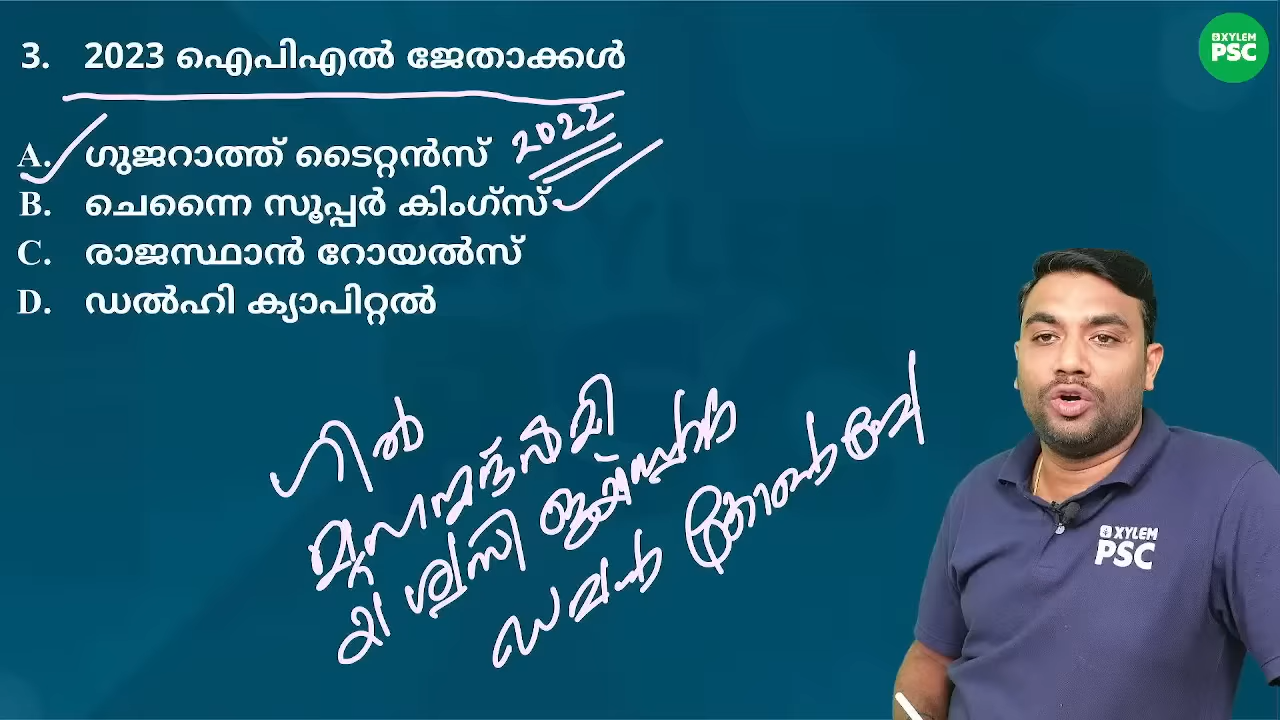 3. 2023 ഐപിഎൽ ജേതാക്കൾ
A. ഗുജറാത്ത് ടൈറ്റൻസ് 2022
B. ചെന്നൈ സൂപ്പർ കിംഗ്സ്
C. രാജസ്ഥാൻ റോയൽസ്
D. ഡൽഹി ക്യാപിറ്റൽ
ഗിൽ
XYLEM
PSC
XYLEM
PSC